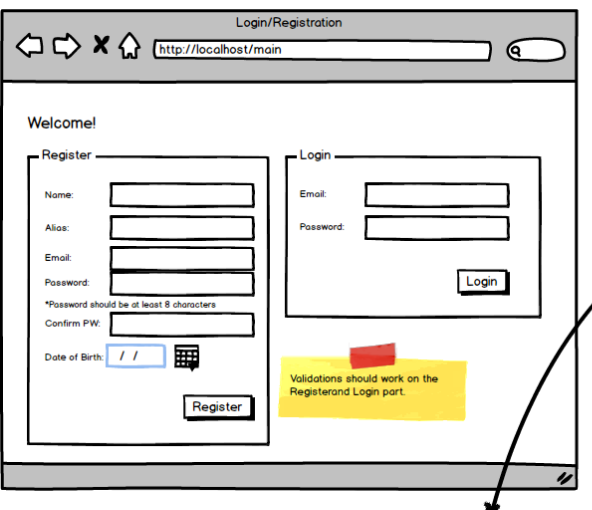 Login/Registration
http://localhost/main
Welcome!
Register
Name:
Alias:
Email:
Password:
*Password should be at least 8 characters
Confirm PW:
Date of Birth: / /
Register
Login
Email:
Password:
Login
Validations should work on the
Registerand Login part.